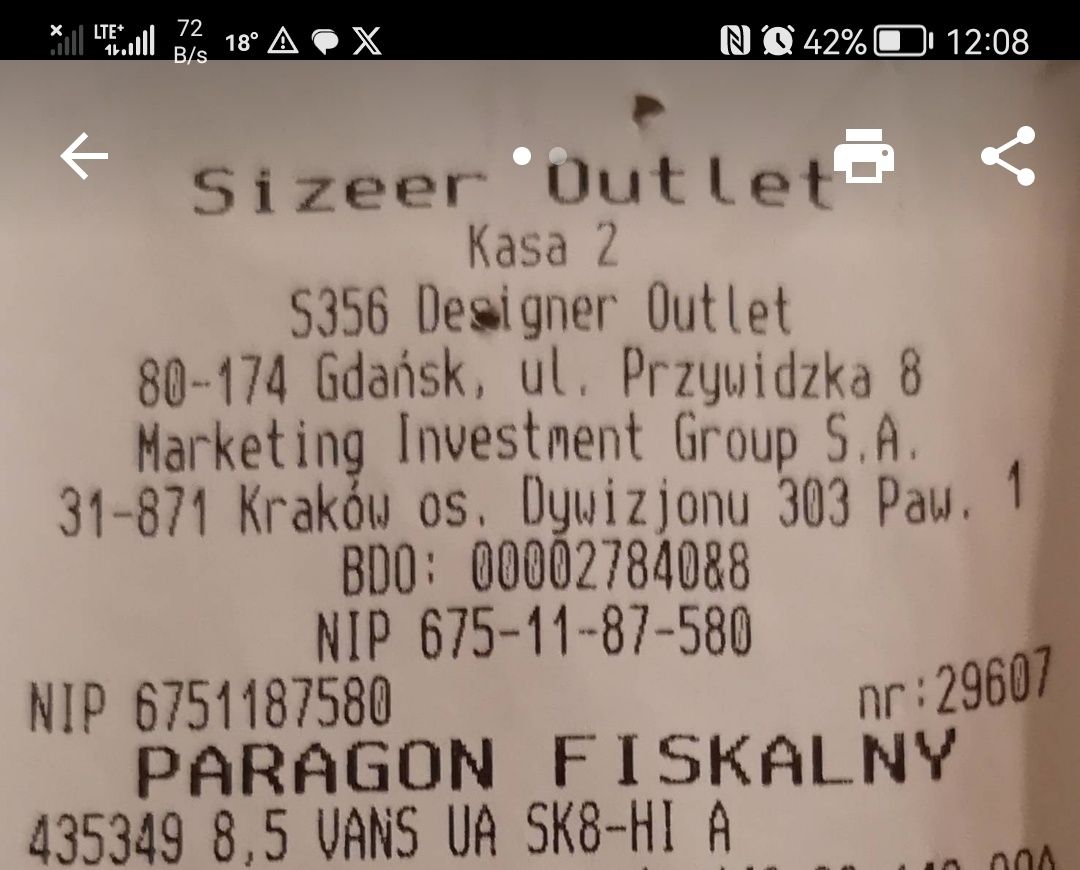 LTE+ 72 B/s 18° 42% 12:08
Sizeer Outlet
Kasa 2
S356 Designer Outlet
80-174 Gdańsk, ul. Przywidzka 8
Marketing Investment Group S.A.
31-871 Kraków os. Dywizjonu 303 Paw. 1
BDO: 000027840&8
NIP 675-11-87-580
NIP 6751187580 nr:29607
PARAGON FISKALNY
435349 8,5 VANS UA SK8-HI A